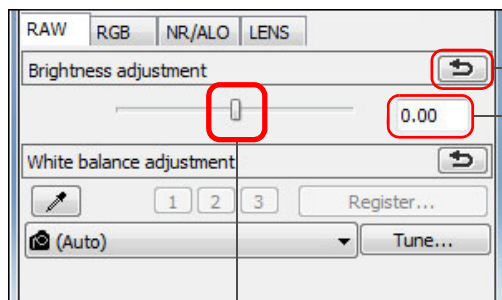 RAW RGB NR/ALO LENS
Brightness adjustment
0.00
White balance adjustment
1 2 3 Register...
(Auto) Tune...